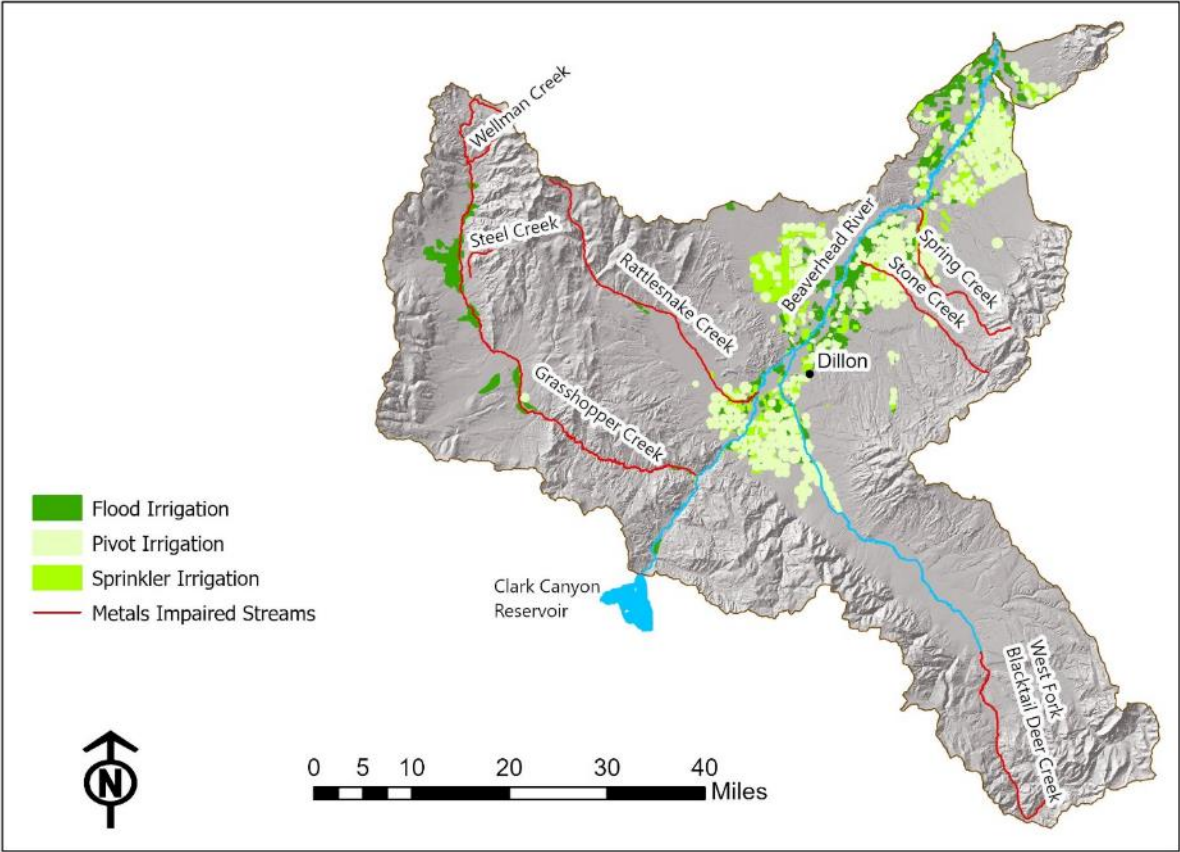 Wellman Creek
Steel Creek
Rattlesnake Creek
Grasshopper Creek
Beaverhead River
Spring Creek
Stone Creek
Dillon
Clark Canyon
Reservoir
West Fork
Blacktail Deer Creek
Flood Irrigation
Pivot Irrigation
Sprinkler Irrigation
Metals Impaired Streams
N
0 5 10 20 30 40
Miles